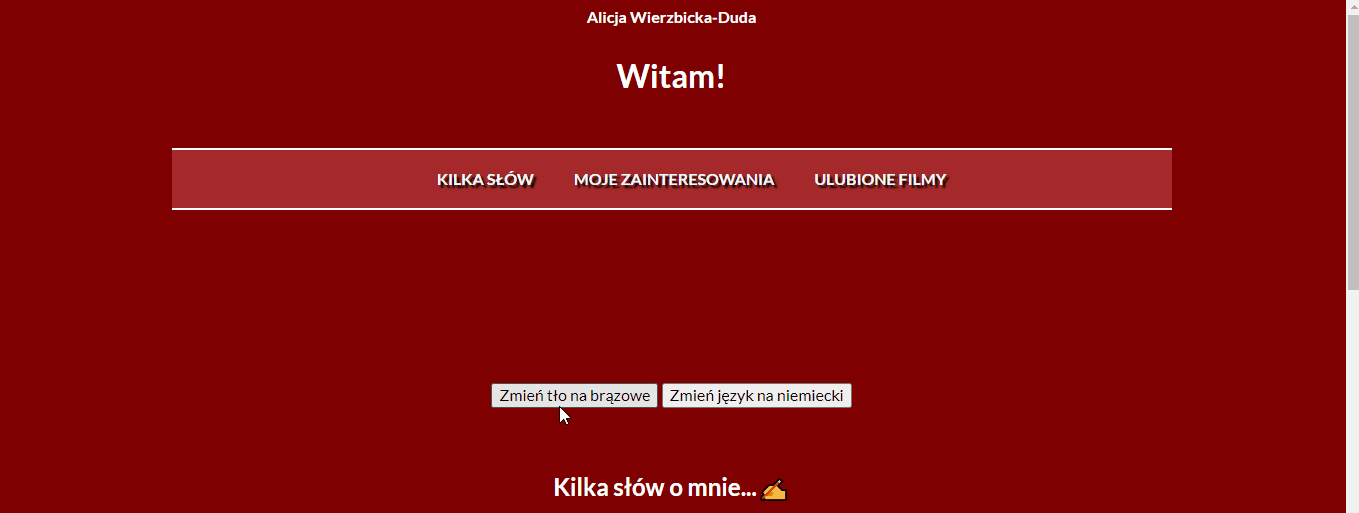 Alicja Wierzbicka-Duda
Witam!
KILKA SŁÓW MOJE ZAINTERESOWANIA ULUBIONE FILMY
Zmień tło na brązowe Zmień język na niemiecki
Kilka słów o mnie... ✍